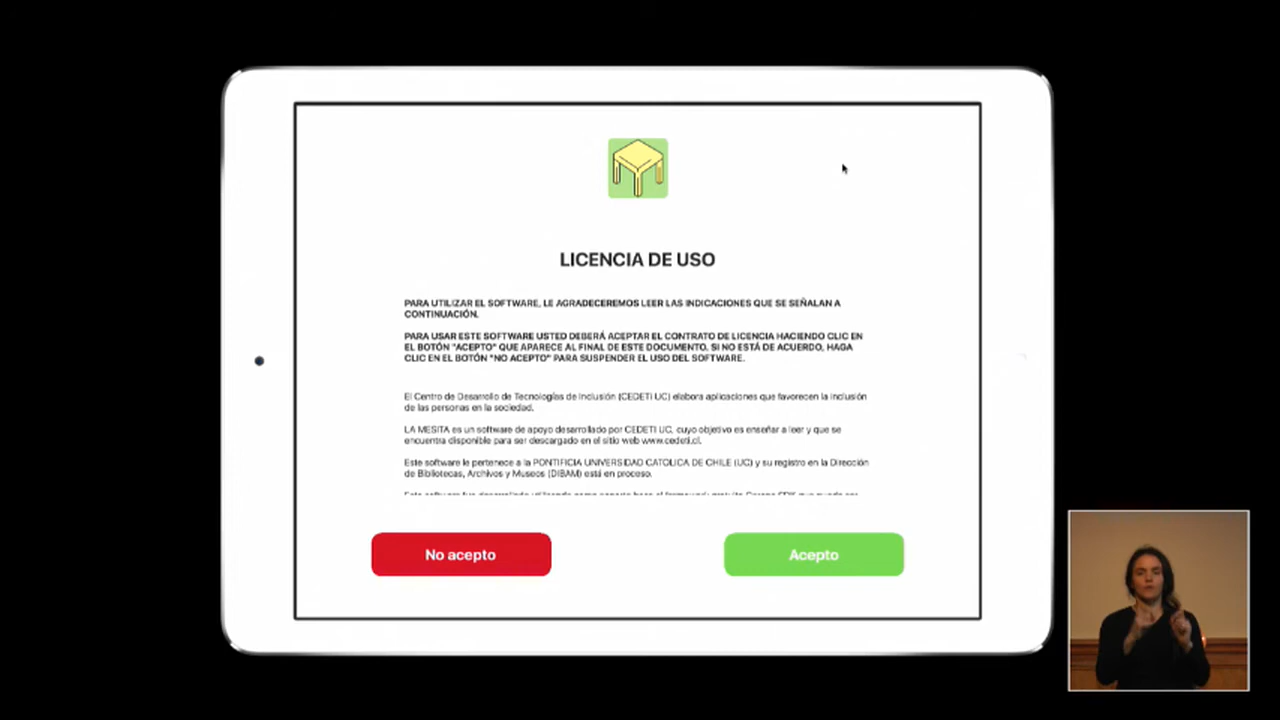 LICENCIA DE USO
PARA UTILIZAR EL SOFTWARE, LE AGRADECEREMOS LEER LAS INDICACIONES QUE SE SEÑALAN A
CONTINUACIÓN.
PARA USAR ESTE SOFTWARE USTED DEBERÁ ACEPTAR EL CONTRATO DE LICENCIA HACIENDO CLIC EN
EL BOTÓN "ACEPTO" QUE APARECE AL FINAL DE ESTE DOCUMENTO. SI NO ESTÁ DE ACUERDO, HAGA
CLIC EN EL BOTÓN "NO ACEPTO" PARA SUSPENDER EL USO DEL SOFTWARE.
El Centro de Desarrollo de Tecnologías de Inclusión (CEDETI UC) elabora aplicaciones que favorecen la inclusión
de las personas en la sociedad.
LA MESITA es un software de apoyo desarrollado por CEDETI UC, cuyo objetivo es enseñar a leer y que se
encuentra disponible para ser descargado en el sitio web www.cedeti.cl.
Este software le pertenece a la PONTIFICIA UNIVERSIDAD CATOLICA DE CHILE (UC) y su registro en la Dirección
de Bibliotecas, Archivos y Museos (DIBAM) está en proceso.
No acepto
Acepto